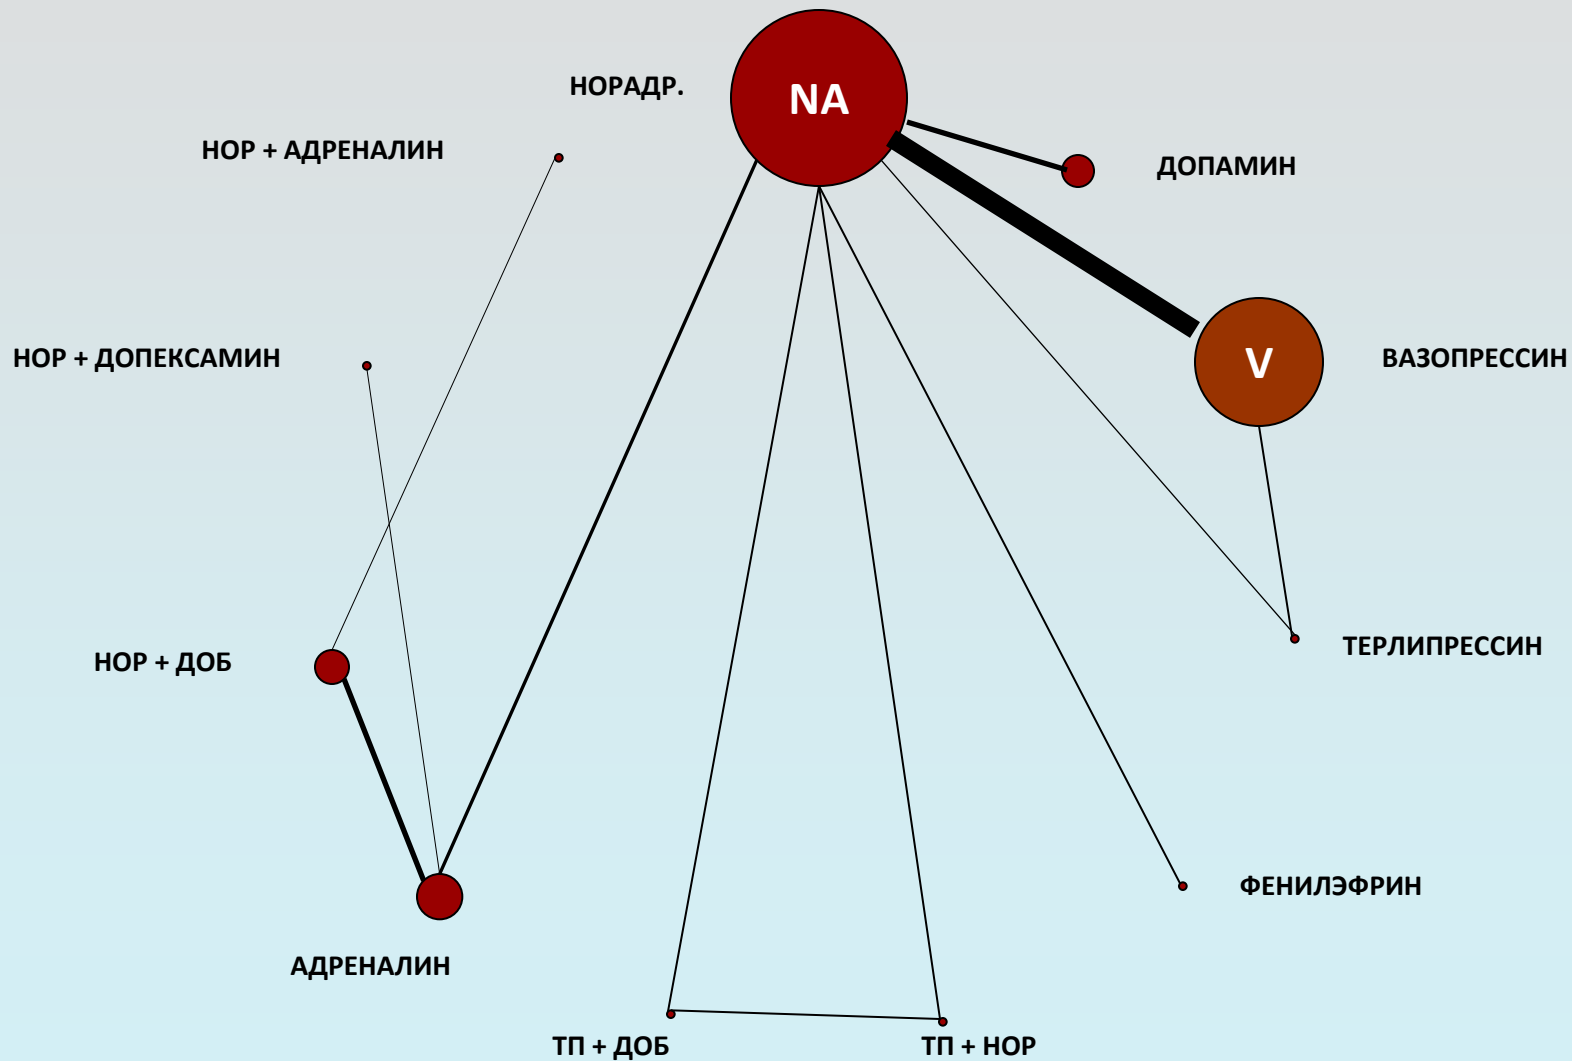 НОРАДР.
NA
НОР + АДРЕНАЛИН
ДОПАМИН
НОР + ДОПЕКСАМИН
V
ВАЗОПРЕССИН
НОР + ДОБ
ТЕРЛИПРЕССИН
ФЕНИЛЭФРИН
АДРЕНАЛИН
ТП + ДОБ
ТП + НОР